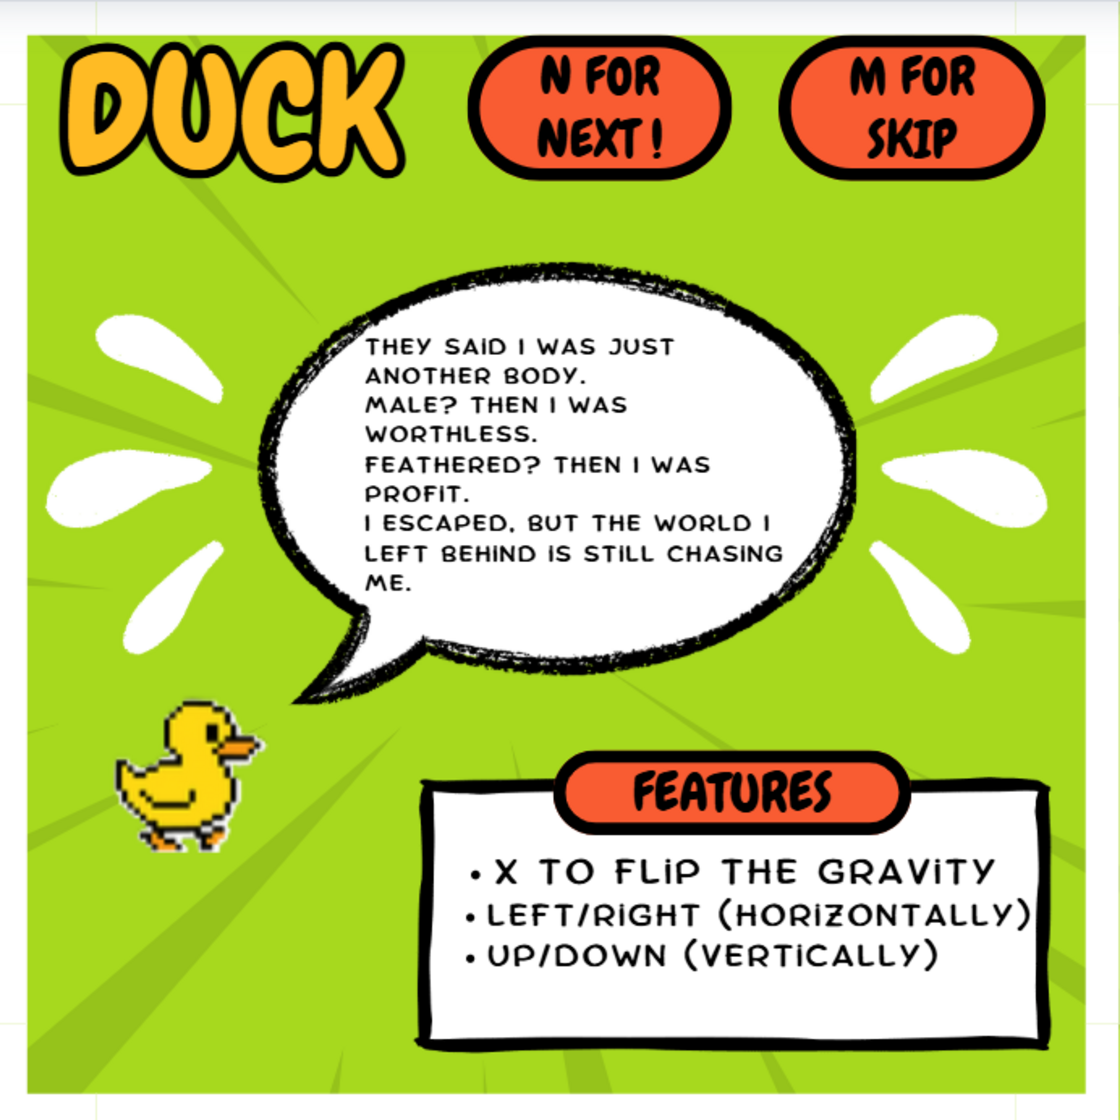 DUCK
N FOR
NEXT!
M FOR
SKIP
THEY SAID I WAS JUST
ANOTHER BODY.
MALE? THEN I WAS
WORTHLESS.
FEATHERED? THEN I WAS
PROFIT.
I ESCAPED, BUT THE WORLD I
LEFT BEHIND IS STILL CHASING
ME.
FEATURES
• X TO FLIP THE GRAVITY
• LEFT/RIGHT (HORIZONTALLY)
• UP/DOWN (VERTICALLY)